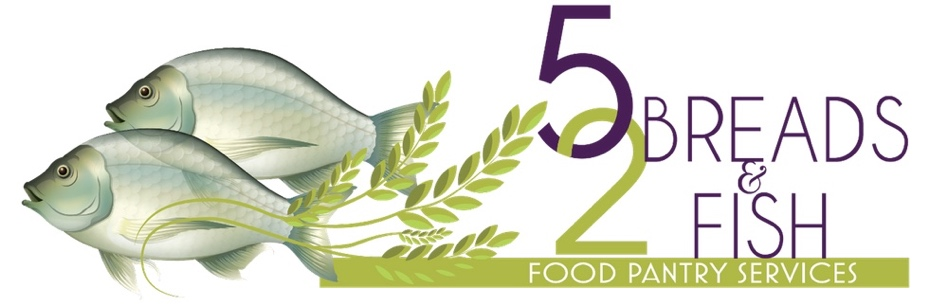 5 BREADS
&
2 FISH
FOOD PANTRY SERVICES